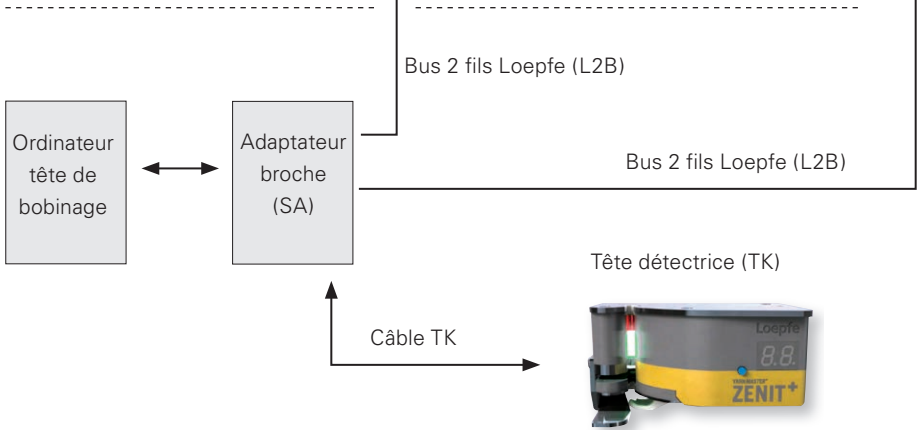 Bus 2 fils Loepfe (L2B)
Ordinateur
tête de
bobinage
Adaptateur
broche
(SA)
Bus 2 fils Loepfe (L2B)
Tête détectrice (TK)
Câble TK
Loepfe
8.8.
YARNMASTER®
ZENIT+